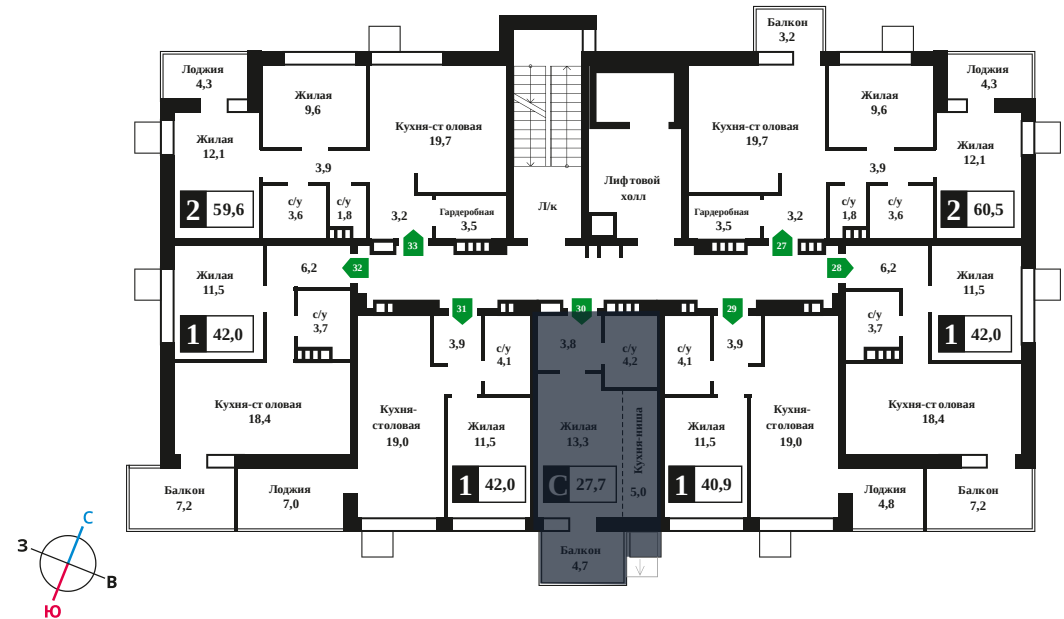 Балкон
3,2
Лоджия
4,3
Жилая
9,6
Кухня-столовая
19,7
Жилая
12,1
3,9
2 59,6
с/у
3,6
с/у
1,8
3,2
Гардеробная
3,5
33
Л/к
Лифтовой
холл
Кухня-столовая
19,7
Жилая
9,6
Лоджия
4,3
Жилая
12,1
3,9
Гардеробная
3,5
3,2
с/у
1,8
с/у
3,6
2 60,5
27
Жилая
11,5
6,2
32
1 42,0
с/у
3,7
Кухня-столовая
18,4
Балкон
7,2
Лоджия
7,0
31
3,9
с/у
4,1
Кухня-
столовая
19,0
Жилая
11,5
1 42,0
30
3,8
с/у
4,2
Жилая
13,3
Кухня-ниша
5,0
С 27,7
Балкон
4,7
29
с/у
4,1
3,9
Жилая
11,5
1 40,9
Кухня-
столовая
19,0
28
6,2
Жилая
11,5
с/у
3,7
1 42,0
Кухня-столовая
18,4
Лоджия
4,8
Балкон
7,2
С
З
В
Ю